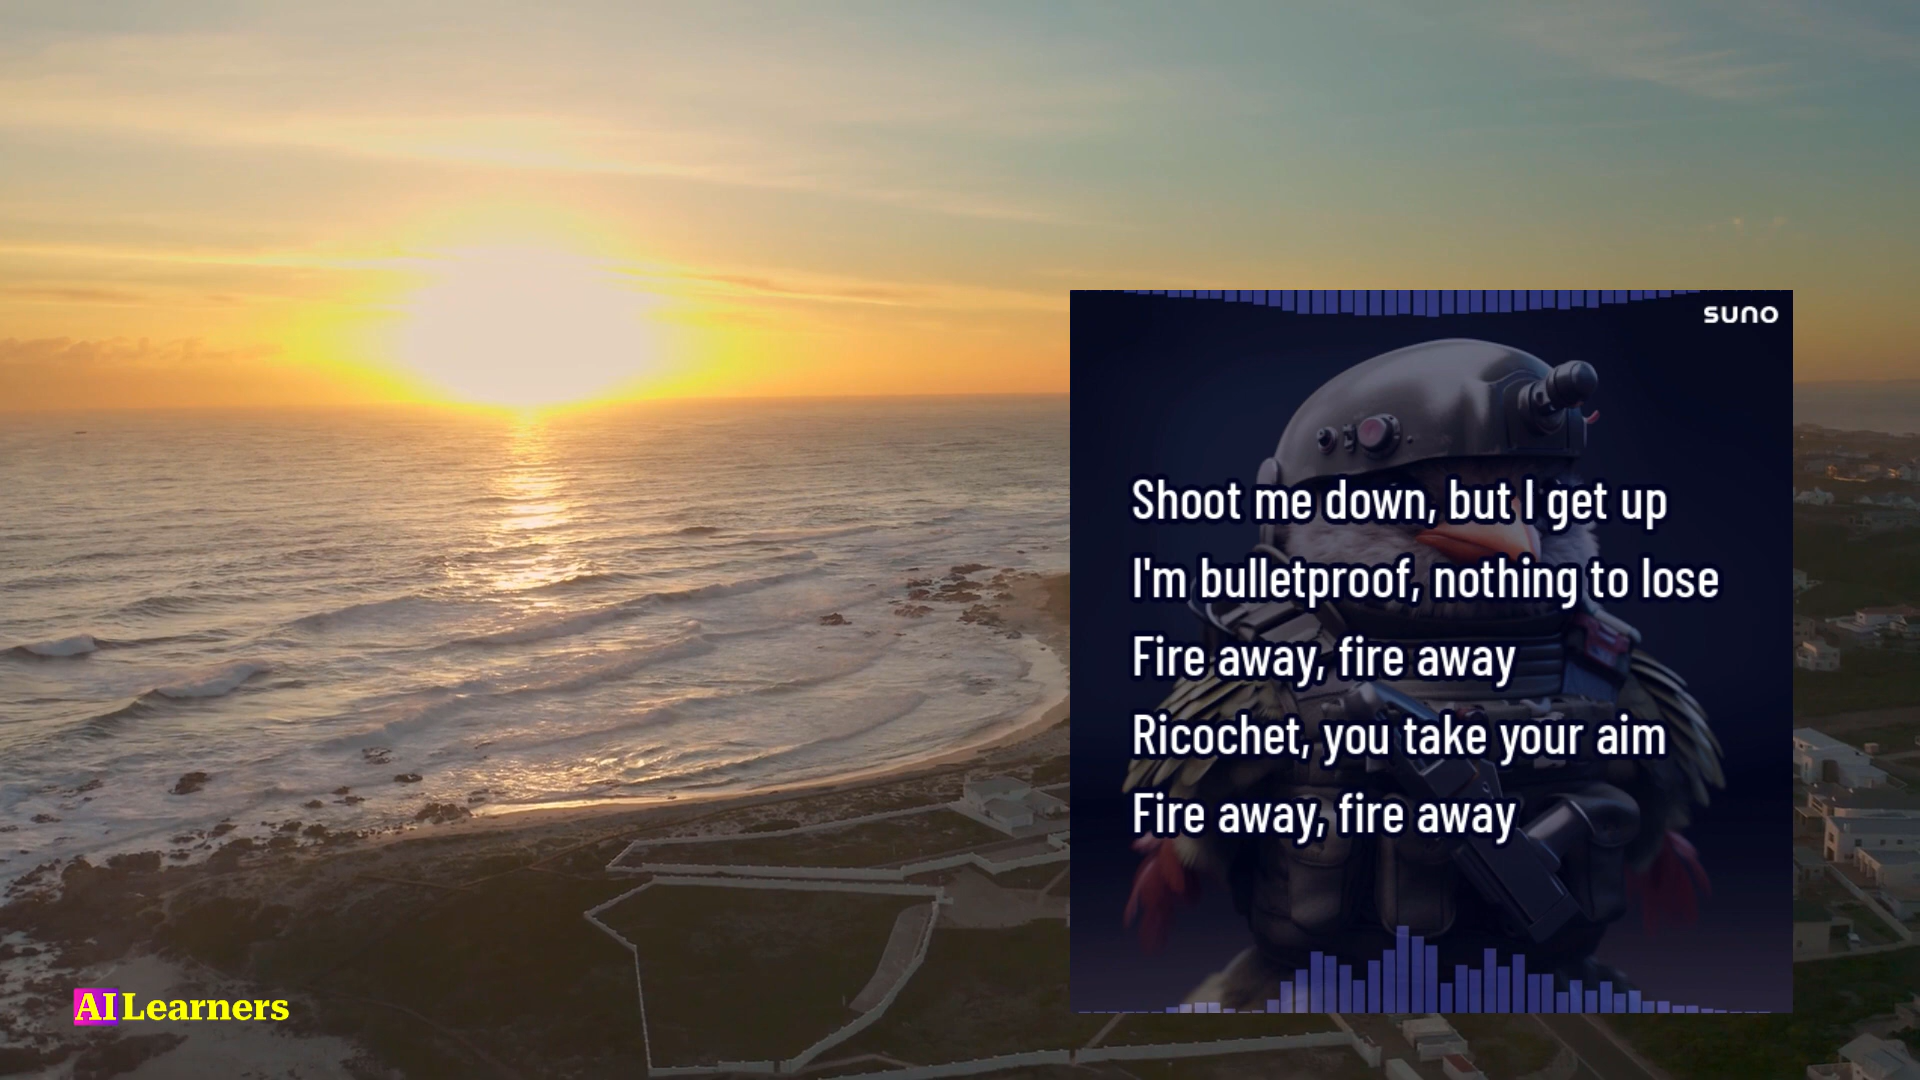 suno
Shoot me down, but I get up
I'm bulletproof, nothing to lose
Fire away, fire away
Ricochet, you take your aim
Fire away, fire away
AI Learners